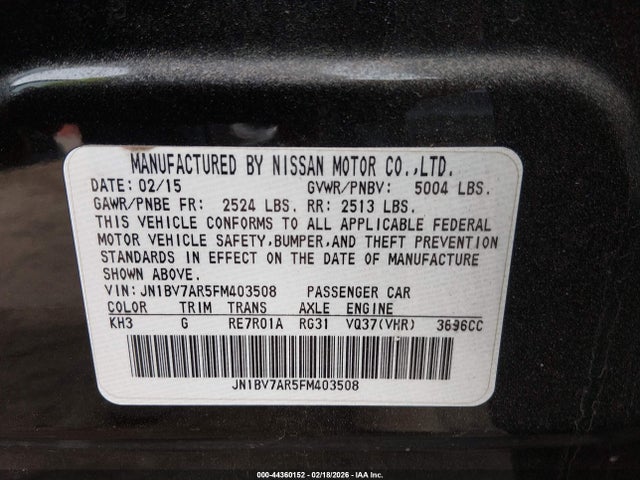 MANUFACTURED BY NISSAN MOTOR CO.,LTD.
DATE: 02/15 GVWR/PNBV: 5004 LBS.
GAWR/PNBE FR: 2524 LBS. RR: 2513 LBS.
THIS VEHICLE CONFORMS TO ALL APPLICABLE FEDERAL
MOTOR VEHICLE SAFETY,BUMPER,AND THEFT PREVENTION
STANDARDS IN EFFECT ON THE DATE OF MANUFACTURE
SHOWN ABOVE.
VIN: JN1BV7AR5FM403508 PASSENGER CAR
COLOR TRIM TRANS AXLE ENGINE
KH3 G RE7R01A RG31 VQ37(VHR) 3696CC
JN1BV7AR5FM403508
000-44360152 - 02/18/2026 - IAA Inc.